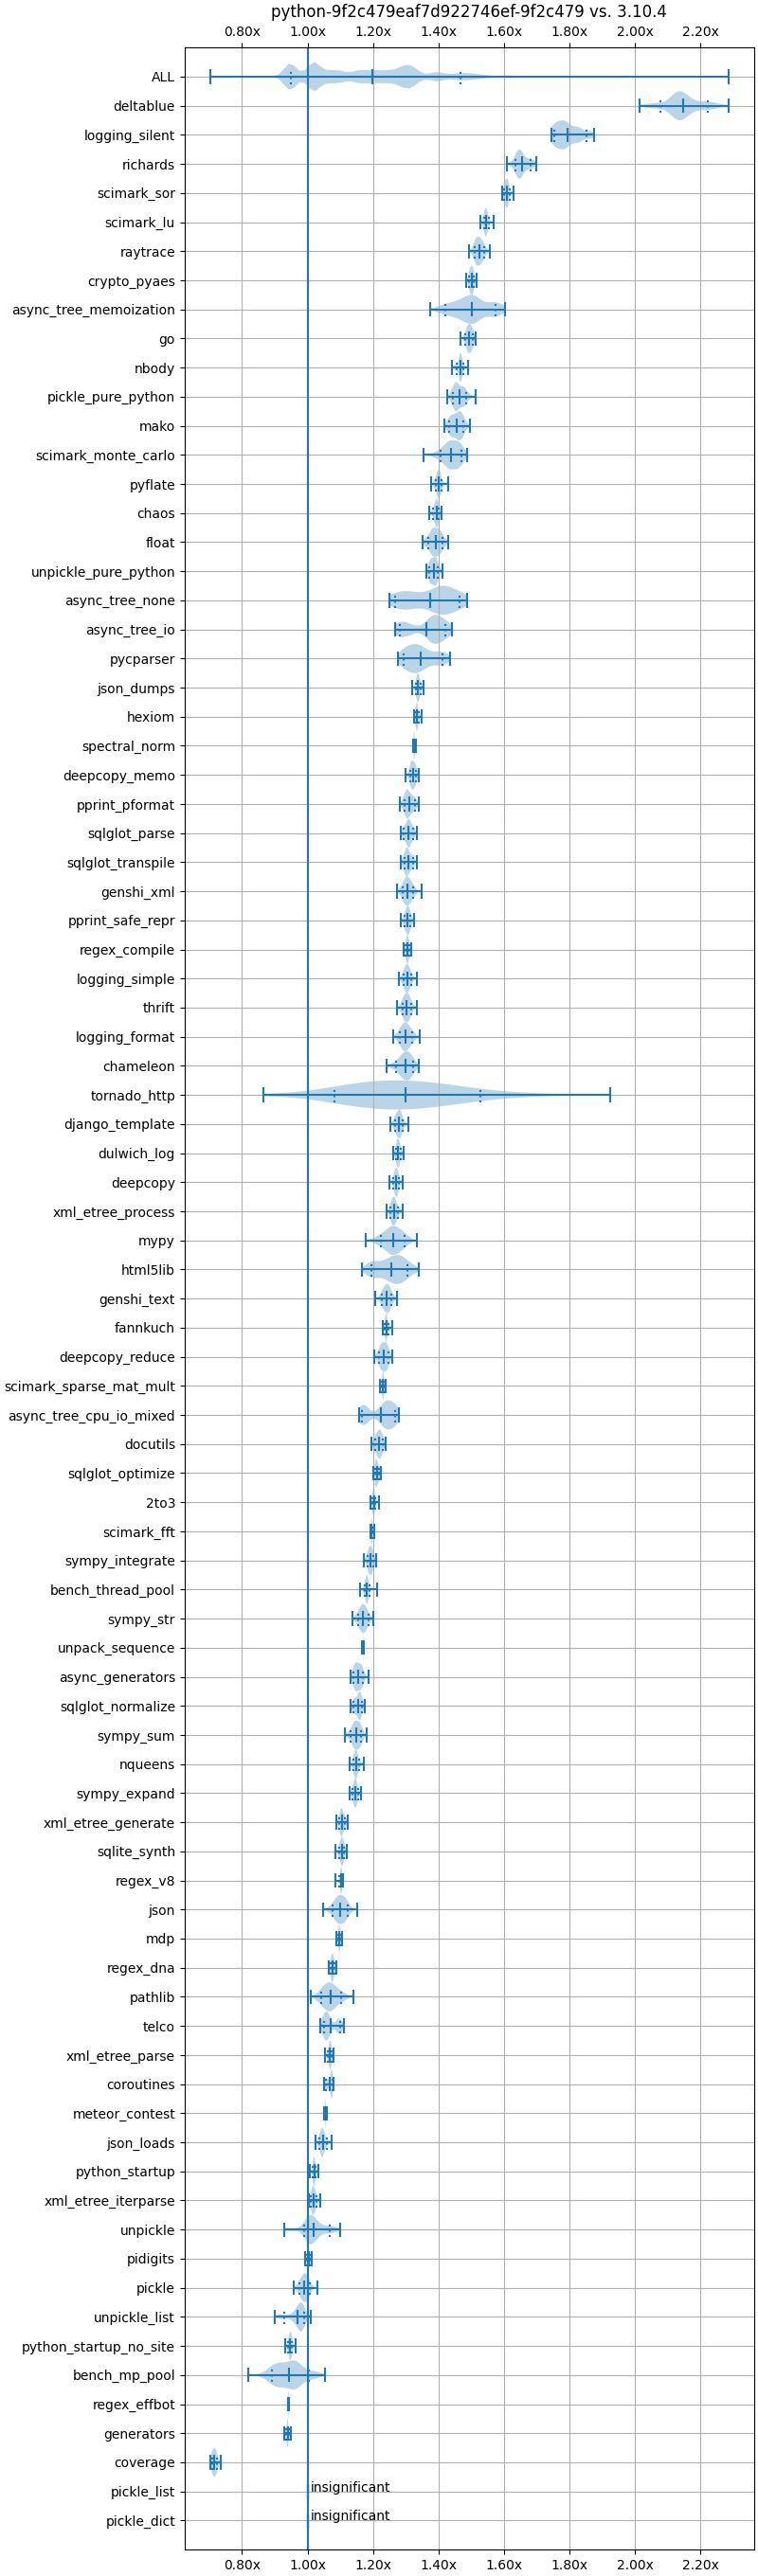 python-9f2c479eaf7d922746ef-9f2c479 vs. 3.10.4
0.80x 1.00x 1.20x 1.40x 1.60x 1.80x 2.00x 2.20x
ALL
deltablue
logging_silent
richards
scimark_sor
scimark_lu
raytrace
crypto_pyaes
async_tree_memoization
go
nbody
pickle_pure_python
mako
scimark_monte_carlo
pyflate
chaos
float
unpickle_pure_python
async_tree_none
async_tree_io
pycparser
json_dumps
hexiom
spectral_norm
deepcopy_memo
pprint_pformat
sqlglot_parse
sqlglot_transpile
genshi_xml
pprint_safe_repr
regex_compile
logging_simple
thrift
logging_format
chameleon
tornado_http
django_template
dulwich_log
deepcopy
xml_etree_process
mypy
html5lib
genshi_text
fannkuch
deepcopy_reduce
scimark_sparse_mat_mult
async_tree_cpu_io_mixed
docutils
sqlglot_optimize
2to3
scimark_fft
sympy_integrate
bench_thread_pool
sympy_str
unpack_sequence
async_generators
sqlglot_normalize
sympy_sum
nqueens
sympy_expand
xml_etree_generate
sqlite_synth
regex_v8
json
mdp
regex_dna
pathlib
telco
xml_etree_parse
coroutines
meteor_contest
json_loads
python_startup
xml_etree_iterparse
unpickle
pidigits
pickle
unpickle_list
python_startup_no_site
bench_mp_pool
regex_effbot
generators
coverage
pickle_list insignificant
pickle_dict insignificant
0.80x 1.00x 1.20x 1.40x 1.60x 1.80x 2.00x 2.20x